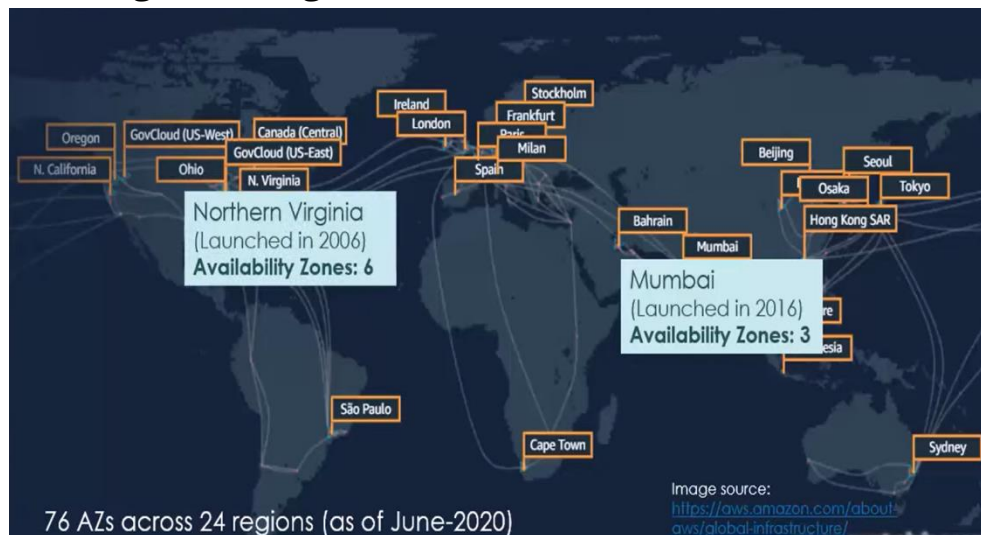 Stockholm
Ireland
Frankfurt
London
Paris
Milan
Spain
Oregon
GovCloud (US-West)
Canada (Central)
GovCloud (US-East)
N. California
Ohio
N. Virginia
Northern Virginia
(Launched in 2006)
Availability Zones: 6
Beijing
Seoul
Osaka
Tokyo
Hong Kong SAR
Bahrain
Mumbai
Mumbai
(Launched in 2016)
Availability Zones: 3
re
esia
São Paulo
Cape Town
Sydney
76 AZs across 24 regions (as of June-2020)
Image source:
https://aws.amazon.com/about-
aws/global-infrastructure/